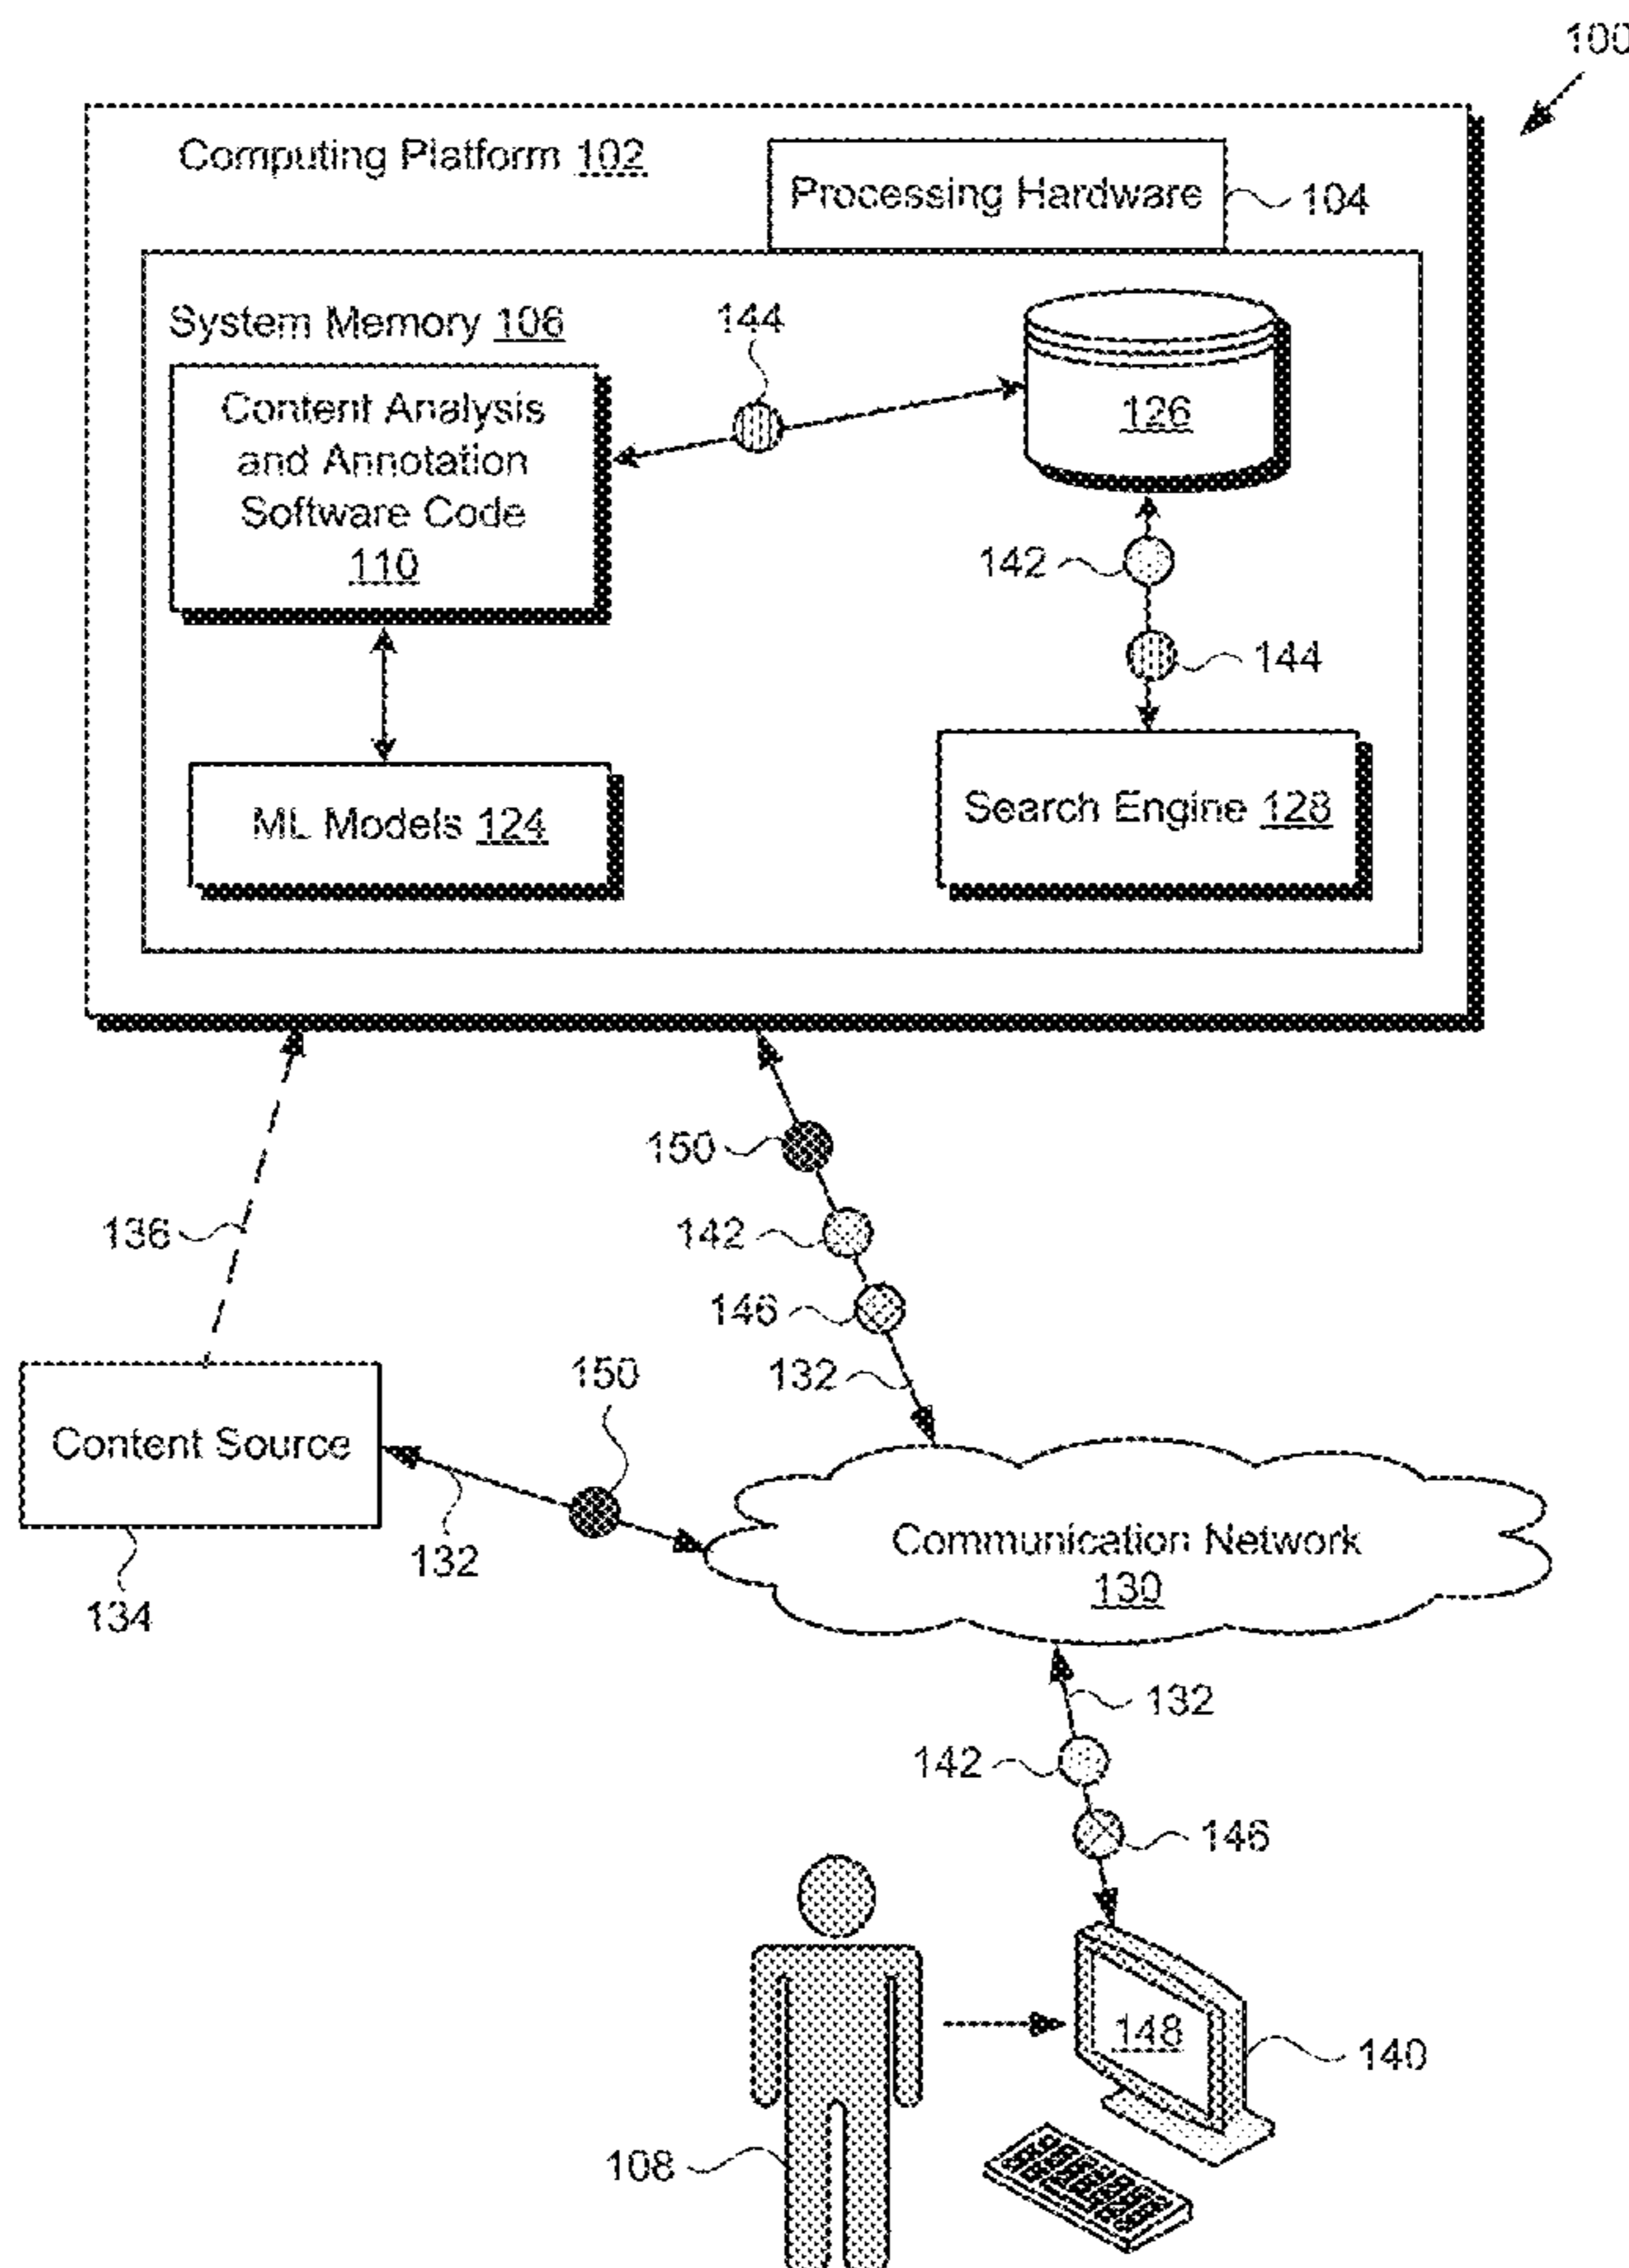 100
Computing Platform 102
Processing Hardware
104
System Memory 106
144
Content Analysis
and Annotation
Software Code
110
126
142
144
ML Models 124
Search Engine 128
150
136
142
146
132
150
Content Source
132
134
Communication Network
130
132
142
146
148
140
108